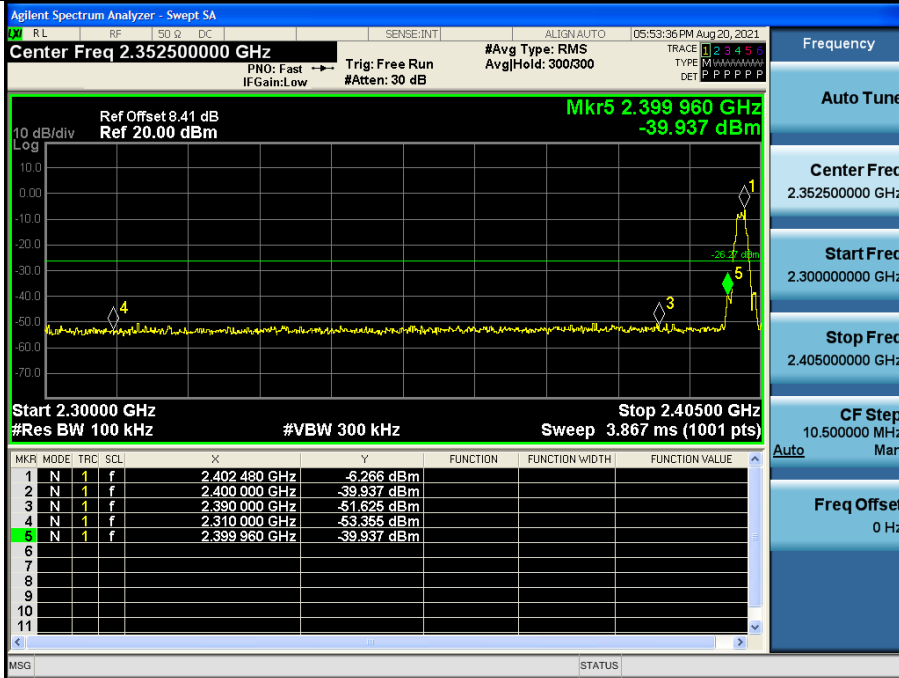 Agilent Spectrum Analyzer - Swept SA
LXI RL RF 50 Ω DC SENSE:INT ALIGN AUTO 05:53:36 PM Aug 20, 2021
Center Freq 2.352500000 GHz
#Avg Type: RMS
TRACE 1 2 3 4 5 6
PNO: Fast
Trig: Free Run
Avg|Hold: 300/300
TYPE M WWWWW
IFGain:Low
#Atten: 30 dB
DET P P P P P P
Mkr5 2.399 960 GHz
-39.937 dBm
Ref Offset 8.41 dB
10 dB/div Ref 20.00 dBm
Log
10.0
0.00
-10.0
-20.0
-30.0
-40.0
-50.0
-60.0
-70.0
1
-26.27 dBm
5
3
4
Start 2.30000 GHz Stop 2.40500 GHz
#Res BW 100 kHz #VBW 300 kHz Sweep 3.867 ms (1001 pts)
MKR MODE TRC SCL X Y FUNCTION FUNCTION WIDTH FUNCTION VALUE
1 N 1 f 2.402 480 GHz -6.266 dBm
2 N 1 f 2.400 000 GHz -39.937 dBm
3 N 1 f 2.390 000 GHz -51.625 dBm
4 N 1 f 2.310 000 GHz -53.355 dBm
5 N 1 f 2.399 960 GHz -39.937 dBm
6
7
8
9
10
11
MSG STATUS
Frequency
Auto Tune
Center Freq
2.352500000 GHz
Start Freq
2.300000000 GHz
Stop Freq
2.405000000 GHz
CF Step
10.500000 MHz
Auto Man
Freq Offset
0 Hz